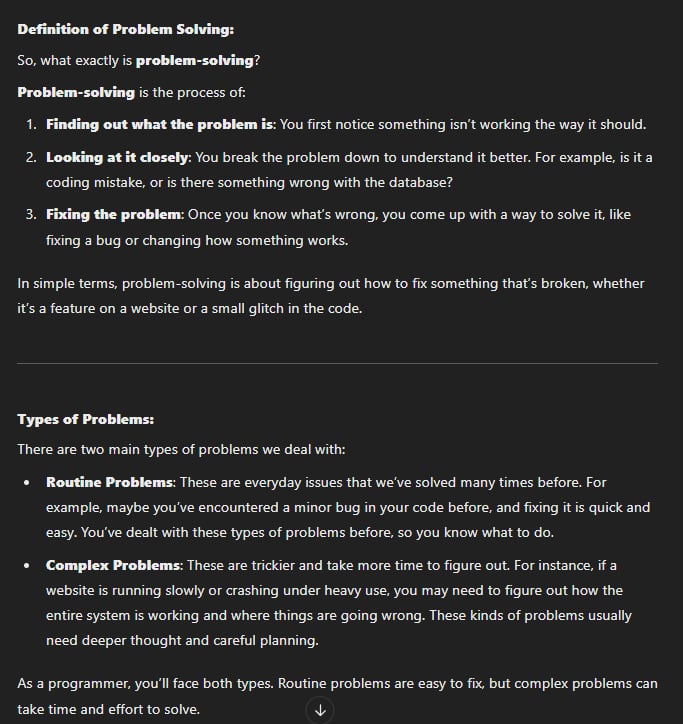 Definition of Problem Solving:
So, what exactly is problem-solving?
Problem-solving is the process of:
1. Finding out what the problem is: You first notice something isn't working the way it should.
2. Looking at it closely: You break the problem down to understand it better. For example, is it a
coding mistake, or is there something wrong with the database?
3. Fixing the problem: Once you know what's wrong, you come up with a way to solve it, like
fixing a bug or changing how something works.
In simple terms, problem-solving is about figuring out how to fix something that's broken, whether
it's a feature on a website or a small glitch in the code.
Types of Problems:
There are two main types of problems we deal with:
• Routine Problems: These are everyday issues that we've solved many times before. For
example, maybe you've encountered a minor bug in your code before, and fixing it is quick and
easy. You've dealt with these types of problems before, so you know what to do.
• Complex Problems: These are trickier and take more time to figure out. For instance, if a
website is running slowly or crashing under heavy use, you may need to figure out how the
entire system is working and where things are going wrong. These kinds of problems usually
need deeper thought and careful planning.
As a programmer, you'll face both types. Routine problems are easy to fix, but complex problems can
take time and effort to solve.